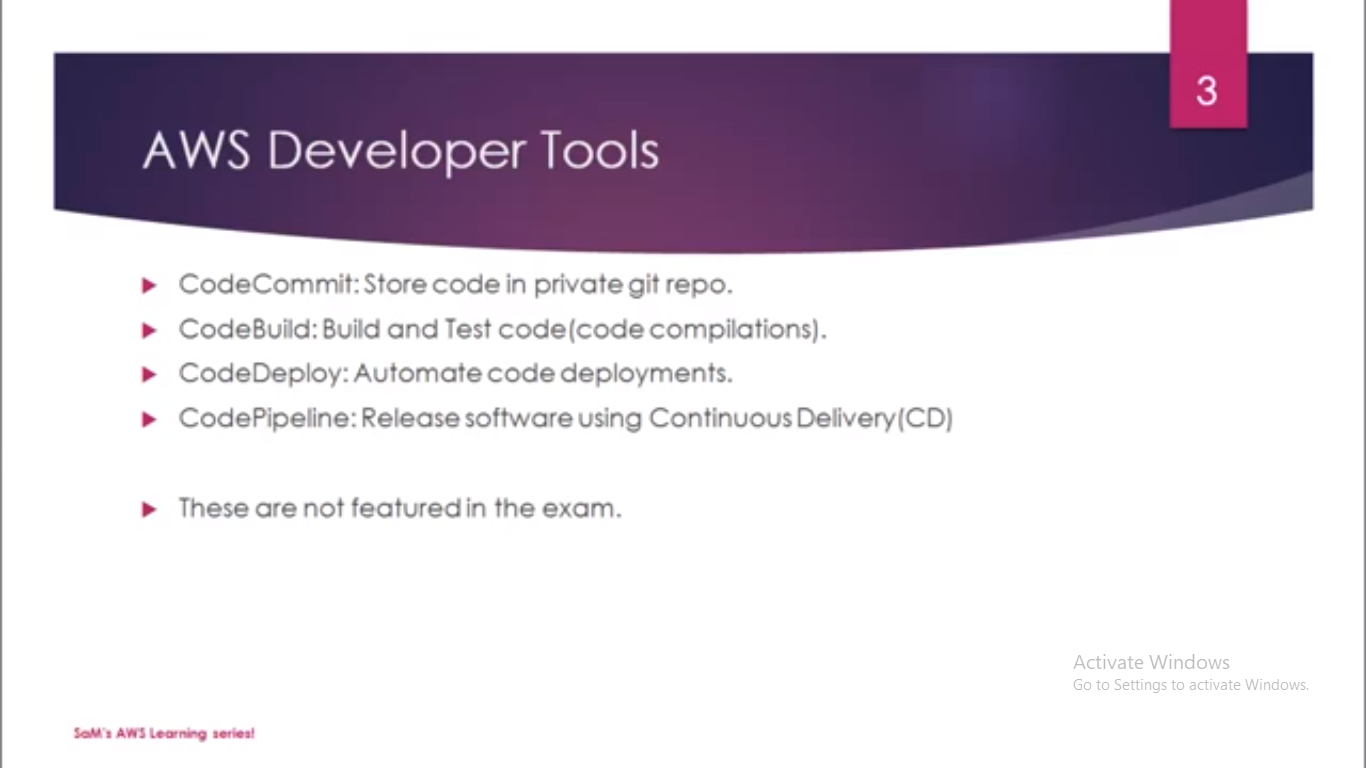 3
AWS Developer Tools
CodeCommit: Store code in private git repo.
CodeBuild: Build and Test code(code compilations).
CodeDeploy: Automate code deployments.
CodePipeline: Release software using Continuous Delivery(CD)
These are not featured in the exam.
Activate Windows
Go to Settings to activate Windows.
SaM's AWS Learning series!